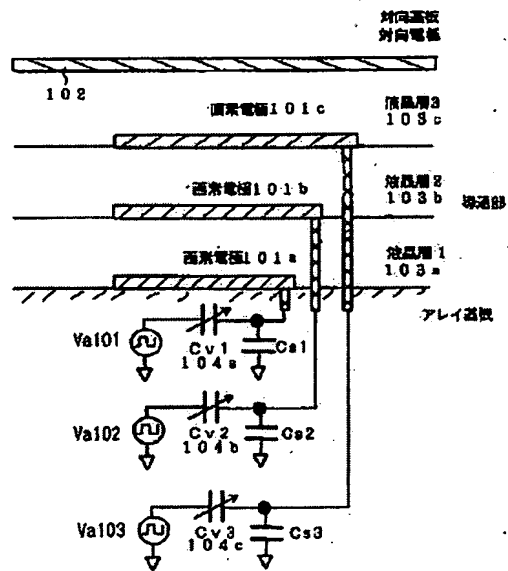 対向基板
対向電極
102
画素電極101c
液晶層3
103c
画素電極101b
液晶層2
103b
導通部
画素電極101a
液晶層1
103a
アレイ基板
Va101
Cv1
104a
Cs1
Va102
Cv2
104b
Cs2
Va103
Cv3
104c
Cs3